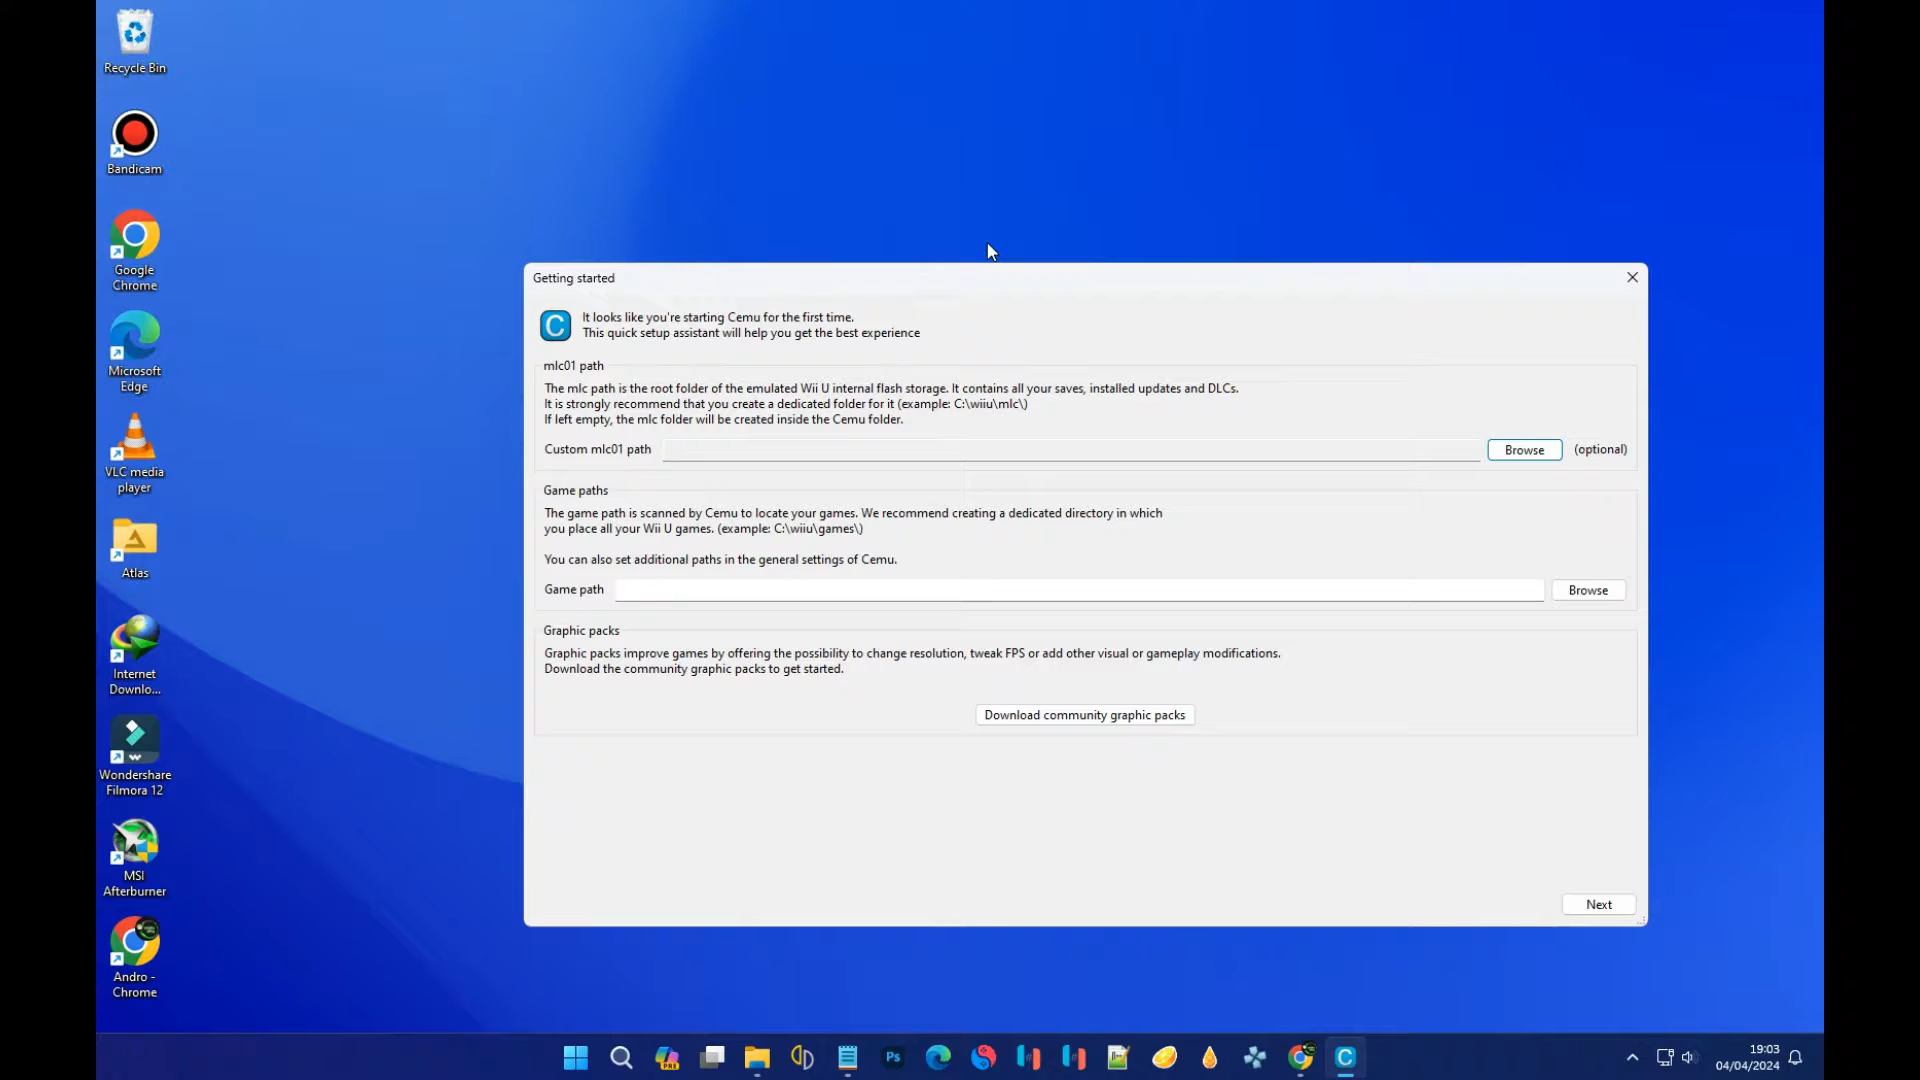 Recycle Bin
Bandicam
Google
Chrome
Microsoft
Edge
VLC media
player
Atlas
Internet
Downlo...
Wondershare
Filmora 12
MSI
Afterburner
Andro -
Chrome
Getting started
C
It looks like you're starting Cemu for the first time.
This quick setup assistant will help you get the best experience
mlc01 path
The mlc path is the root folder of the emulated Wii U internal flash storage. It contains all your saves, installed updates and DLCs.
It is strongly recommend that you create a dedicated folder for it (example: C:\wiiu\mlc\)
If left empty, the mlc folder will be created inside the Cemu folder.
Custom mlc01 path Browse (optional)
Game paths
The game path is scanned by Cemu to locate your games. We recommend creating a dedicated directory in which
you place all your Wii U games. (example: C:\wiiu\games\)
You can also set additional paths in the general settings of Cemu.
Game path Browse
Graphic packs
Graphic packs improve games by offering the possibility to change resolution, tweak FPS or add other visual or gameplay modifications.
Download the community graphic packs to get started.
Download community graphic packs
Next
PRE
Ps
C
19:03
04/04/2024